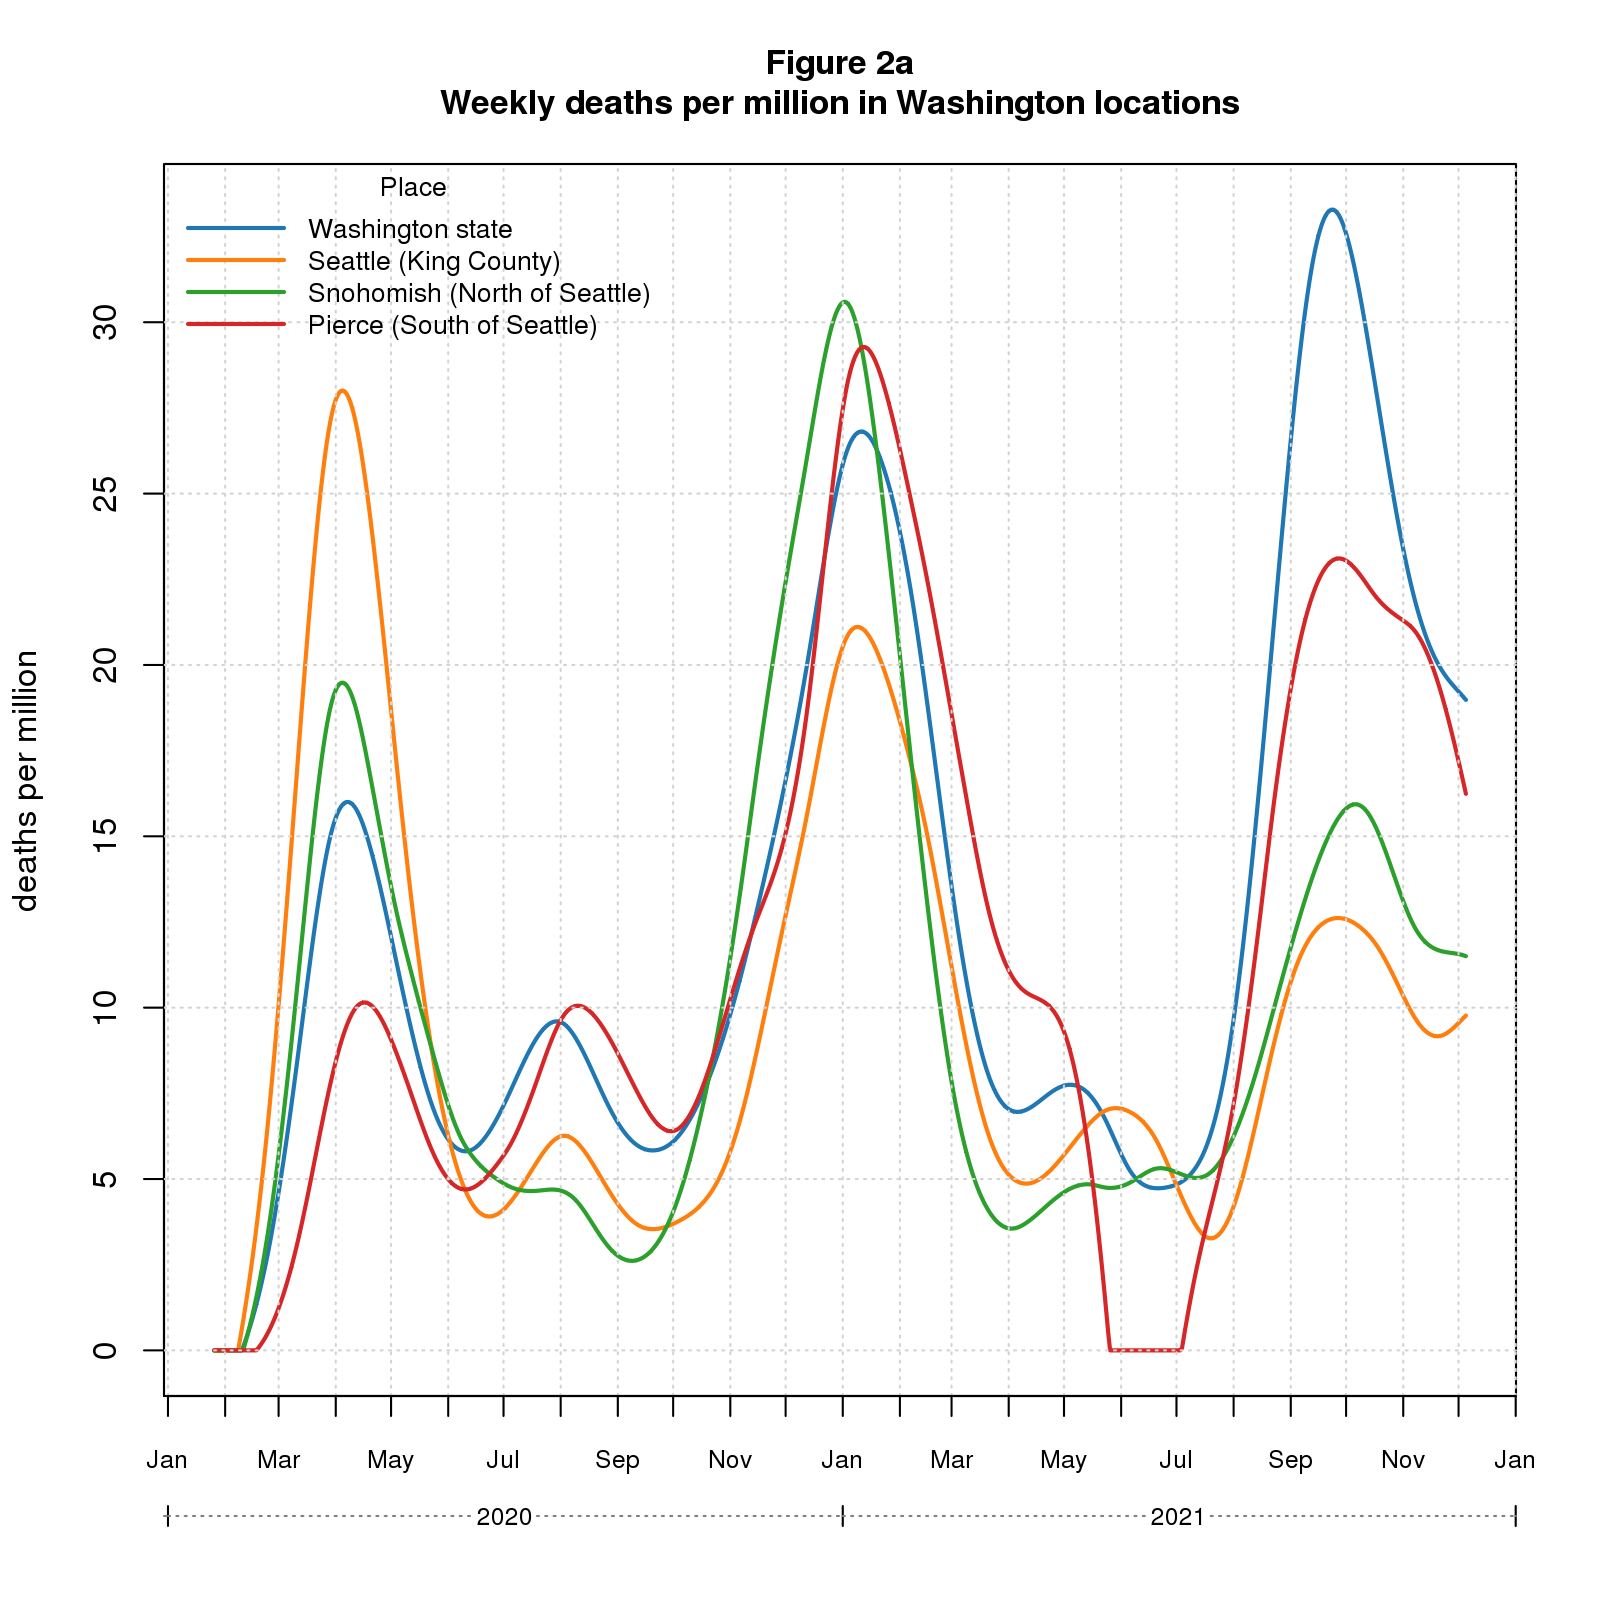 Figure 2a
Weekly deaths per million in Washington locations
Place
Washington state
Seattle (King County)
Snohomish (North of Seattle)
Pierce (South of Seattle)
deaths per million
30
25
20
15
10
5
0
Jan Mar May Jul Sep Nov Jan Mar May Jul Sep Nov Jan
2020 2021